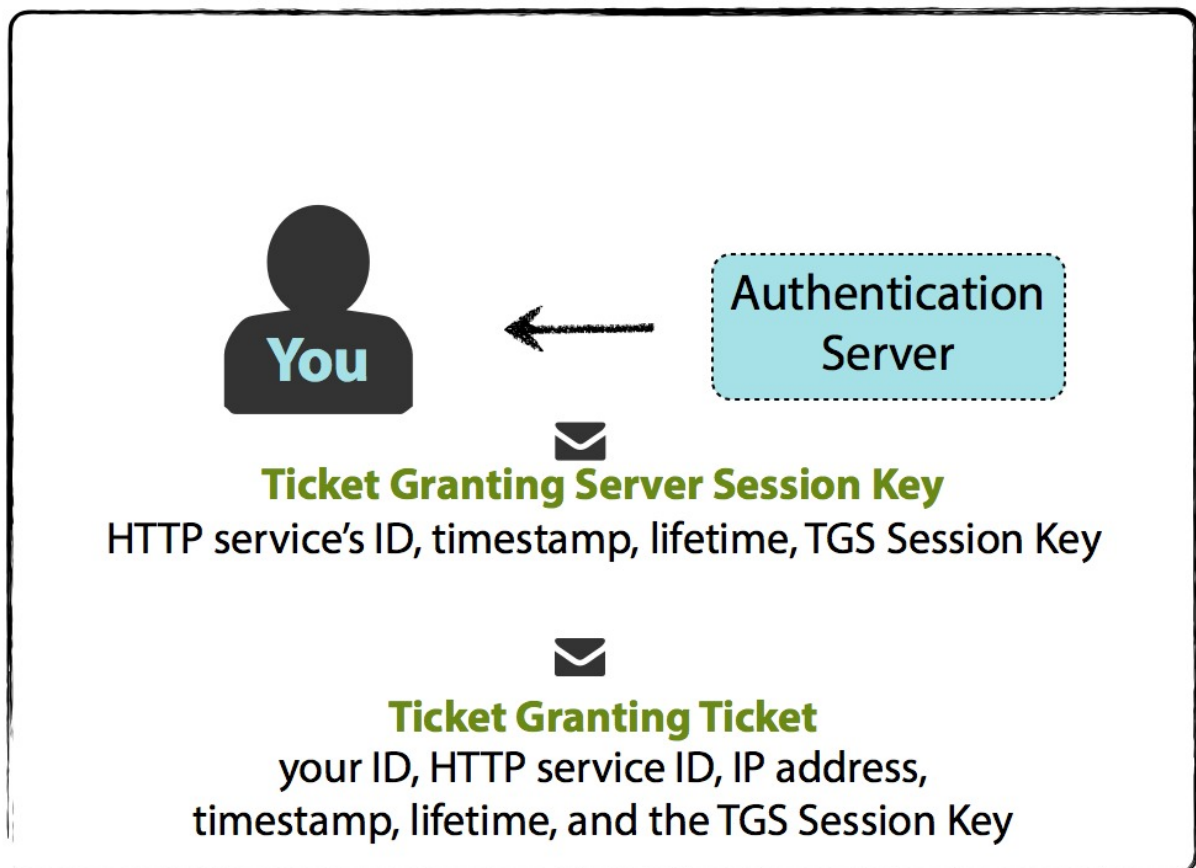 You
Authentication
Server
Ticket Granting Server Session Key
HTTP service’s ID, timestamp, lifetime, TGS Session Key
Ticket Granting Ticket
your ID, HTTP service ID, IP address,
timestamp, lifetime, and the TGS Session Key